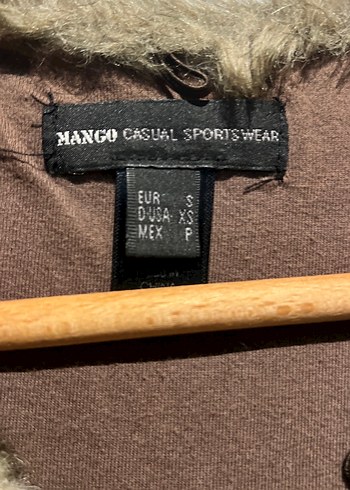 MANGO CASUAL SPORTSWEAR
EUR S
D-USA XS
MEX P